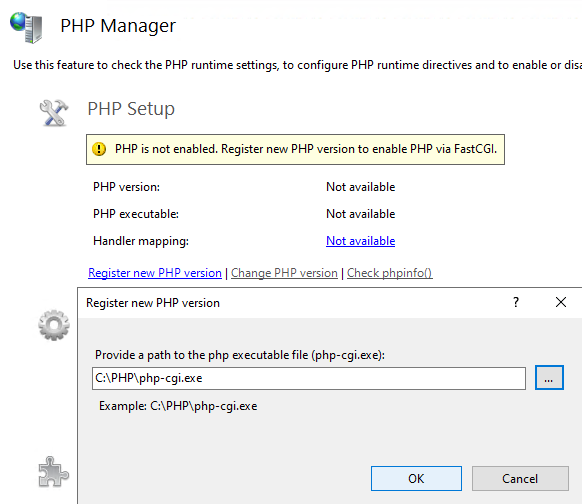 PHP Manager
Use this feature to check the PHP runtime settings, to configure PHP runtime directives and to enable or disa
PHP Setup
PHP is not enabled. Register new PHP version to enable PHP via FastCGI.
PHP version: Not available
PHP executable: Not available
Handler mapping: Not available
Register new PHP version | Change PHP version | Check phpinfo()
Register new PHP version ?
Provide a path to the php executable file (php-cgi.exe):
C:\PHP\php-cgi.exe ...
Example: C:\PHP\php-cgi.exe
OK Cancel